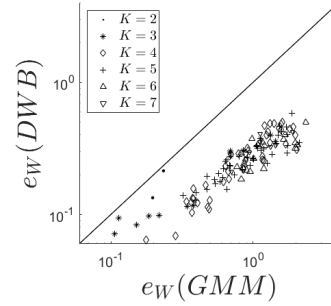 K = 2
K = 3
K = 4
K = 5
K = 6
K = 7
10^0
10^{-1}
e_W(DWB)
10^{-1}
10^0
e_W(GMM)